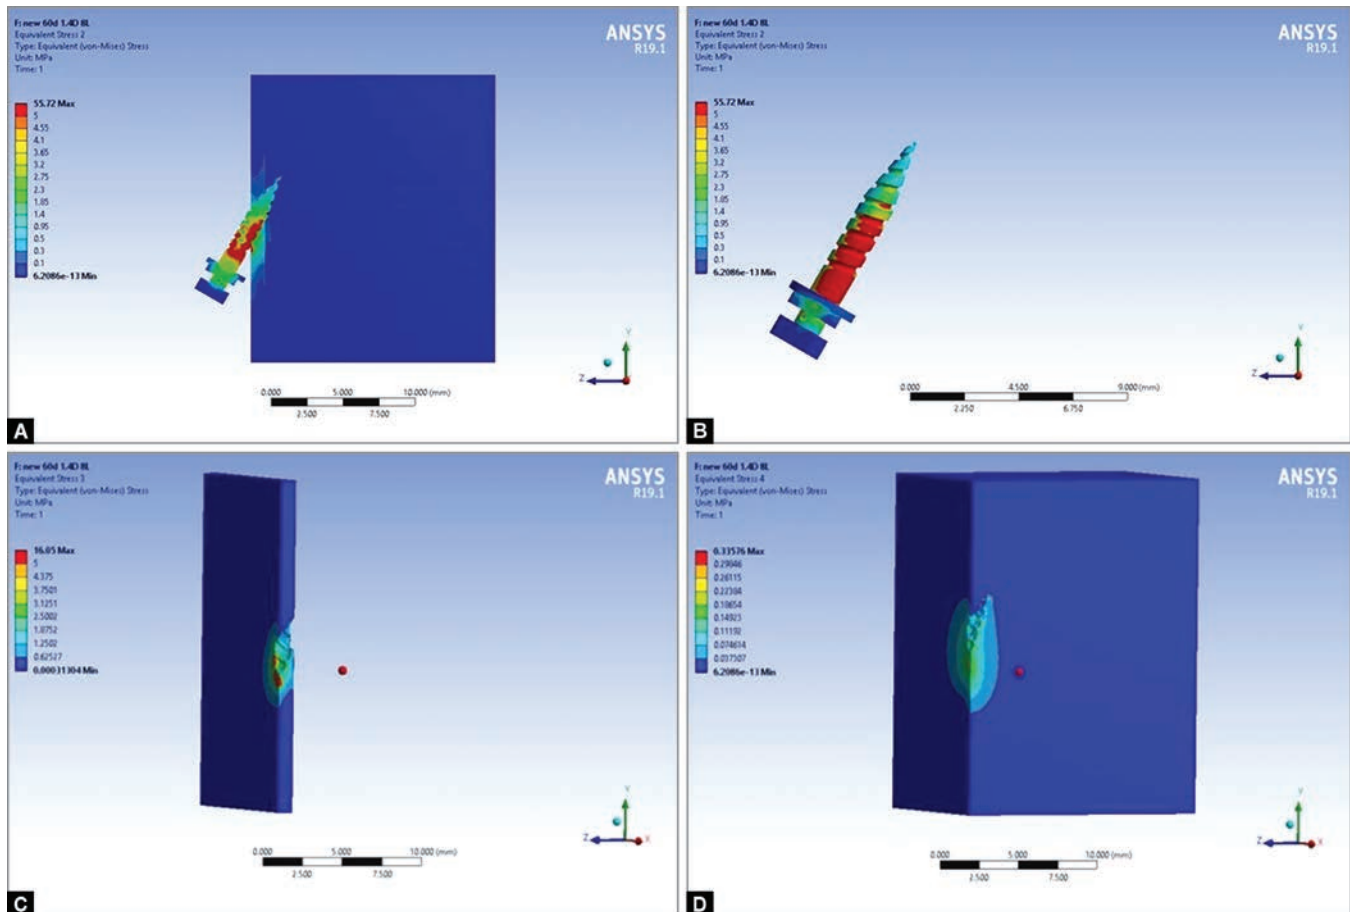 F: new 60d 1.4D 8L
Equivalent Stress 2
Type: Equivalent (von-Mises) Stress
Unit: MPa
Time: 1
ANSYS
R19.1
55.72 Max
5
4.55
4.1
3.65
3.2
2.75
2.3
1.85
1.4
0.95
0.5
0.3
0.1
6.2086e-13 Min
Y
Z
0.000 5.000 10.000 (mm)
2.500 7.500
A
F: new 60d 1.4D 8L
Equivalent Stress 2
Type: Equivalent (von-Mises) Stress
Unit: MPa
Time: 1
ANSYS
R19.1
55.72 Max
5
4.55
4.1
3.65
3.2
2.75
2.3
1.85
1.4
0.95
0.5
0.3
0.1
6.2086e-13 Min
Y
Z
0.000 4.500 9.000 (mm)
2.250 6.750
B
F: new 60d 1.4D 8L
Equivalent Stress 3
Type: Equivalent (von-Mises) Stress
Unit: MPa
Time: 1
ANSYS
R19.1
16.05 Max
5
4.375
3.7501
3.1251
2.5002
1.8752
1.2502
0.62527
0.00031304 Min
Y
Z X
0.000 5.000 10.000 (mm)
2.500 7.500
C
F: new 60d 1.4D 8L
Equivalent Stress 4
Type: Equivalent (von-Mises) Stress
Unit: MPa
Time: 1
ANSYS
R19.1
0.33576 Max
0.29846
0.26115
0.22384
0.18654
0.14923
0.11192
0.074614
0.037307
6.2086e-13 Min
Y
Z X
0.000 5.000 10.000 (mm)
2.500 7.500
D